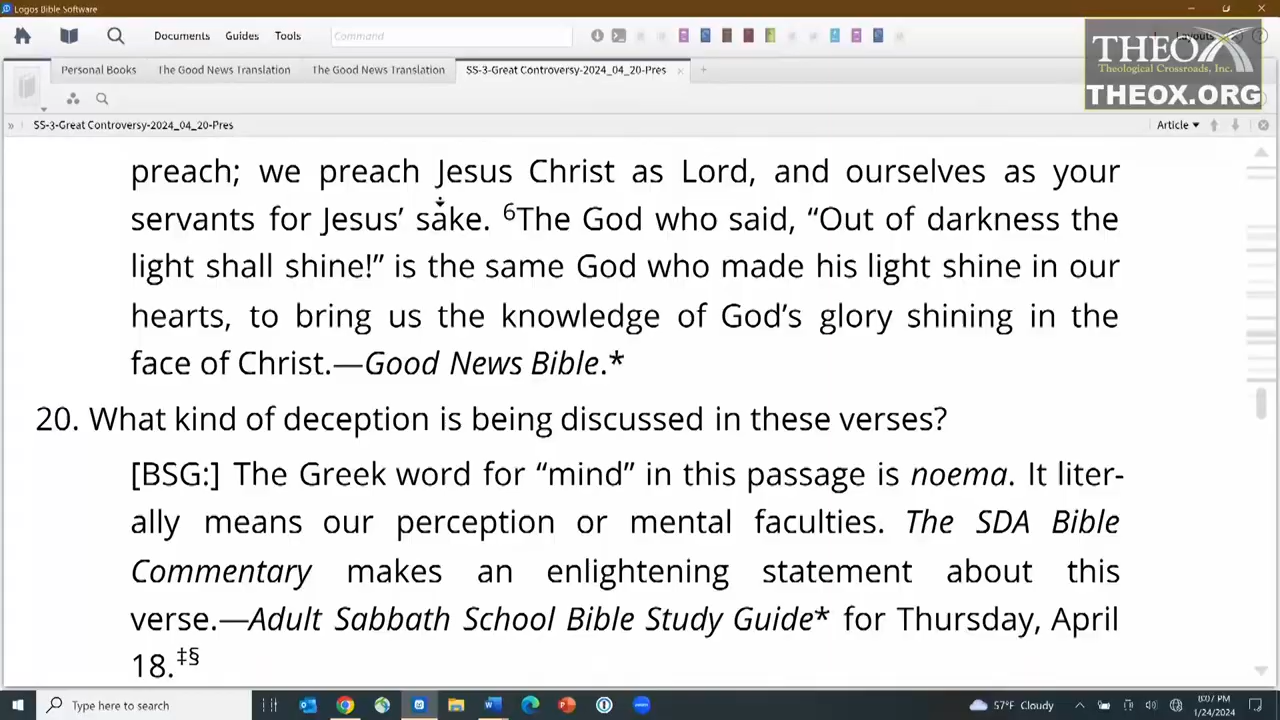 Logos Bible Software
Documents Guides Tools Command Layouts
THEOX
Theological Crossroads, Inc.
THEOX.ORG
Personal Books The Good News Translation The Good News Translation SS-3-Great Controversy-2024_04_20-Pres
SS-3-Great Controversy-2024_04_20-Pres Article
preach; we preach Jesus Christ as Lord, and ourselves as your
servants for Jesus’ sake. ⁶The God who said, “Out of darkness the
light shall shine!” is the same God who made his light shine in our
hearts, to bring us the knowledge of God’s glory shining in the
face of Christ.—Good News Bible.*
20. What kind of deception is being discussed in these verses?
[BSG:] The Greek word for “mind” in this passage is noema. It liter-
ally means our perception or mental faculties. The SDA Bible
Commentary makes an enlightening statement about this
verse.—Adult Sabbath School Bible Study Guide* for Thursday, April
18.‡§
Type here to search
57°F Cloudy
8:07 PM
1/24/2024